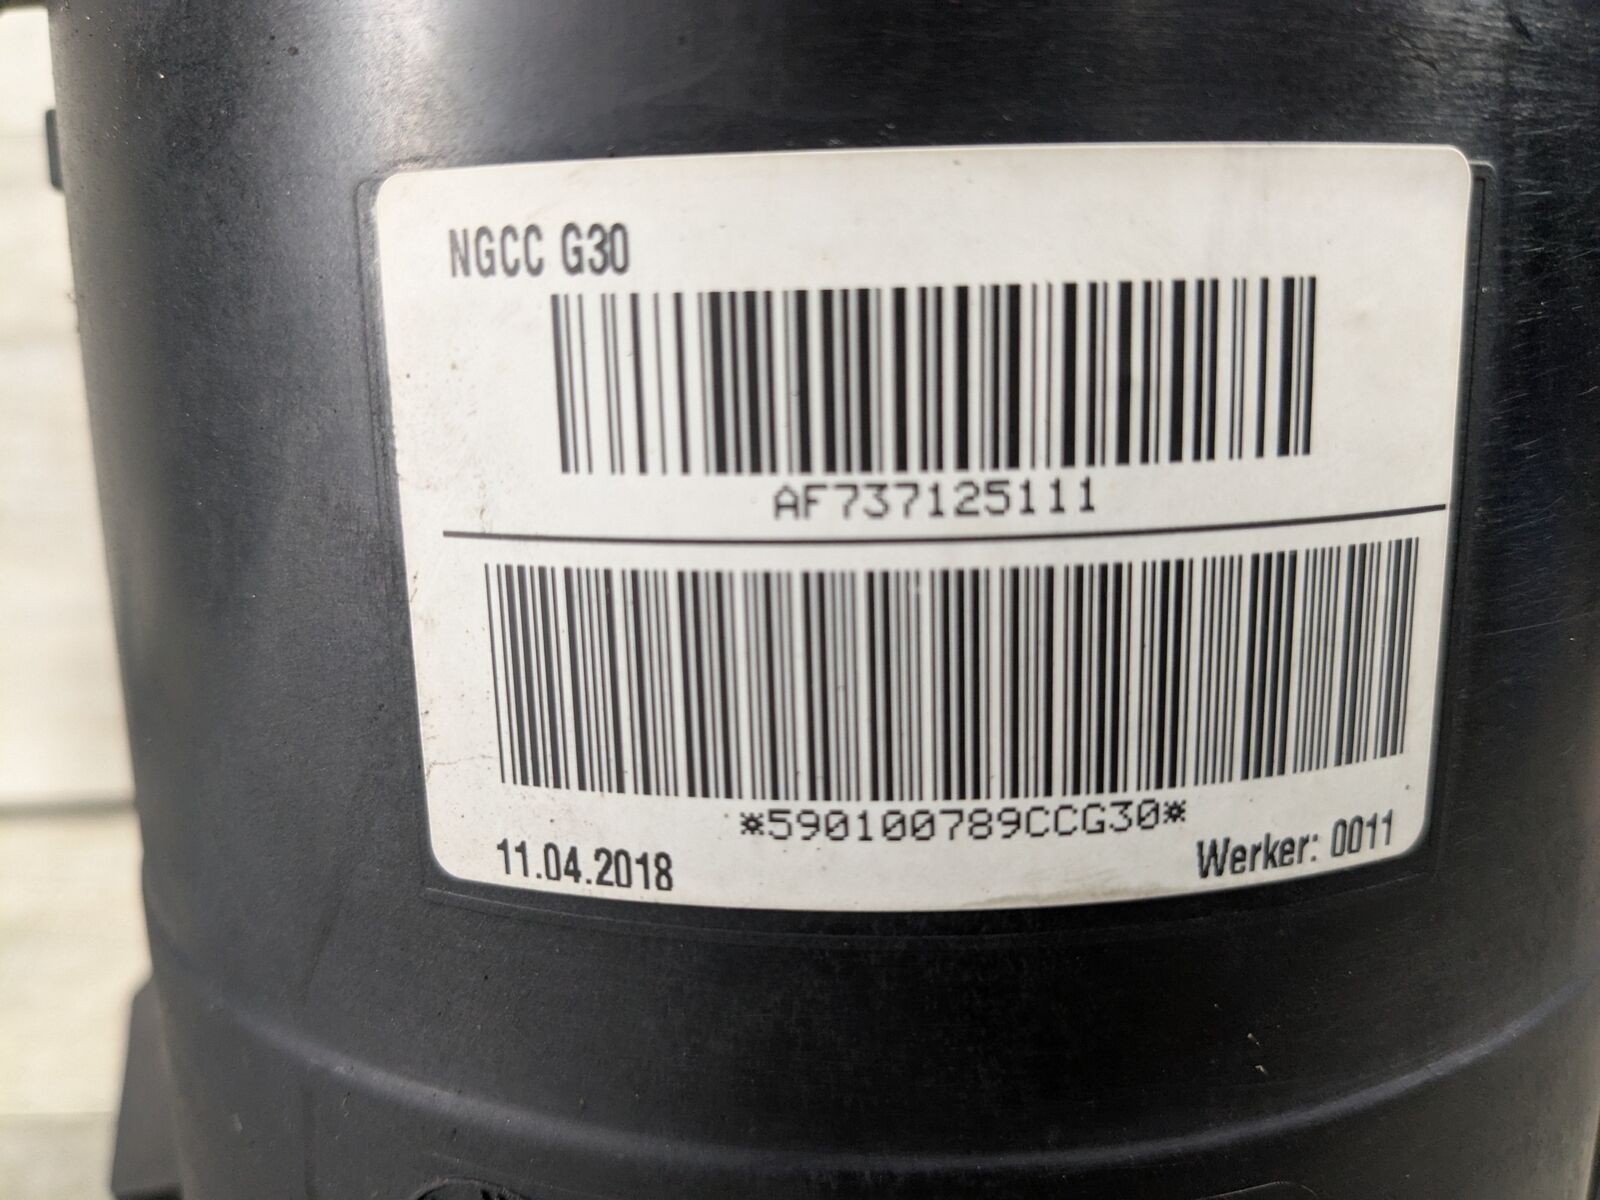 NGCC G30
AF737125111
*590100789CCG30*
11.04.2018
Werker: 0011